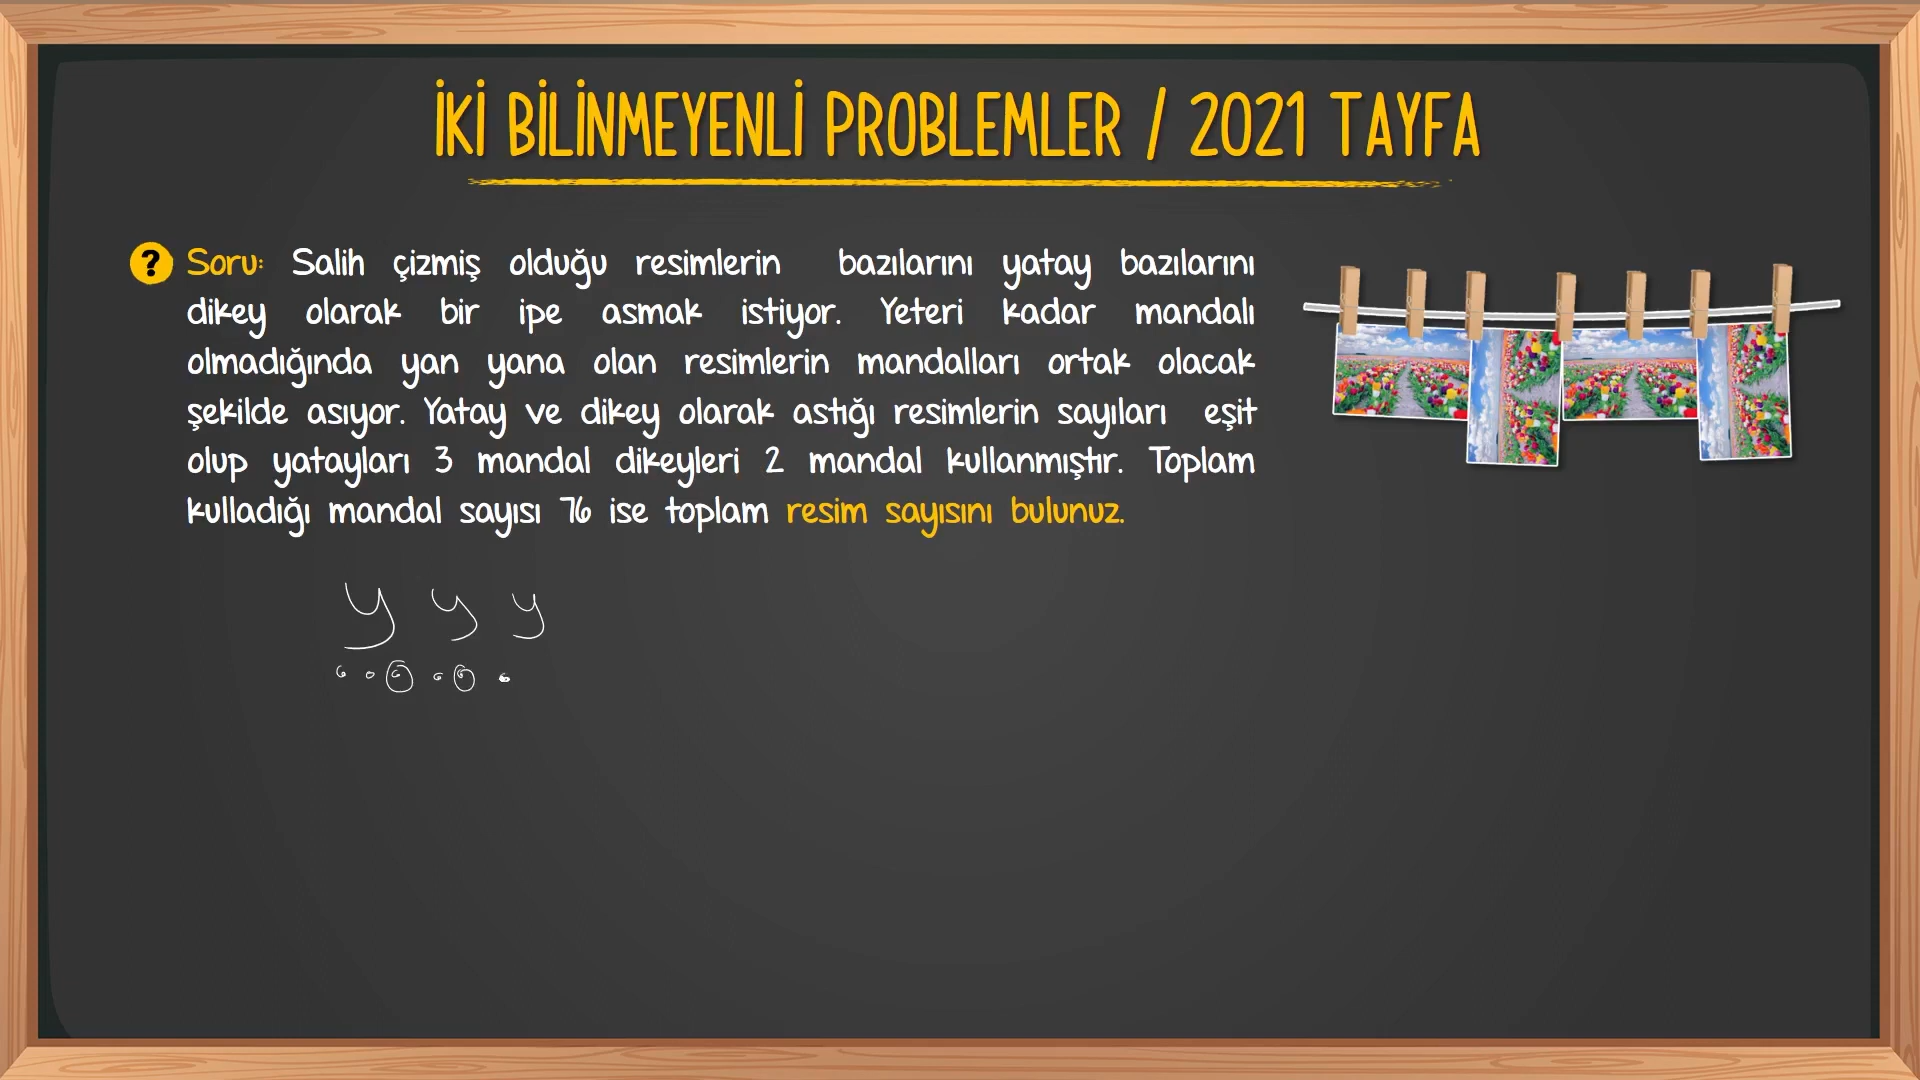 İKİ BİLİNMEYENLİ PROBLEMLER / 2021 TAYFA
? Soru: Salih çizmiş olduğu resimlerin bazılarını yatay bazılarını
dikey olarak bir ipe asmak istiyor. Yeteri kadar mandalı
olmadığında yan yana olan resimlerin mandalları ortak olacak
şekilde asıyor. Yatay ve dikey olarak astığı resimlerin sayıları eşit
olup yatayları 3 mandal dikeyleri 2 mandal kullanmıştır. Toplam
kulladığı mandal sayısı 76 ise toplam resim sayısını bulunuz.
y y y